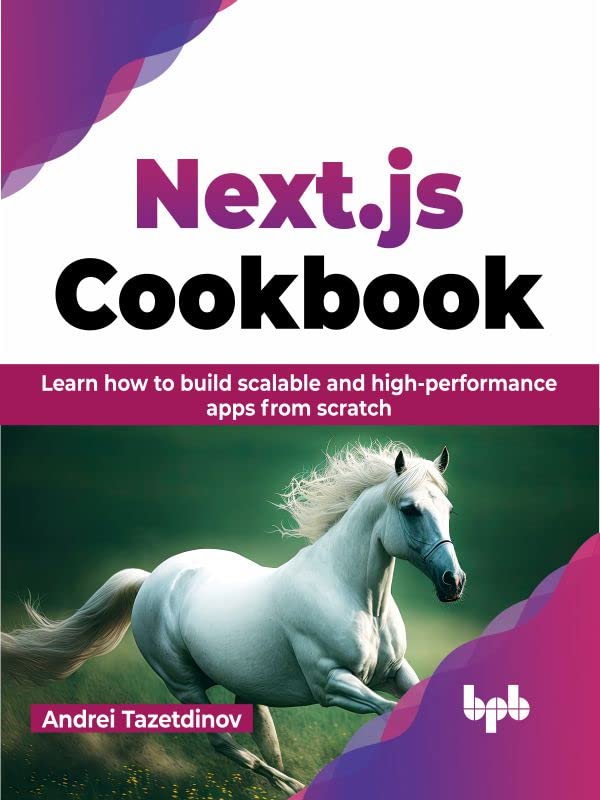 Next.js
Cookbook
Learn how to build scalable and high-performance
apps from scratch
Andrei Tazetdinov
bpb